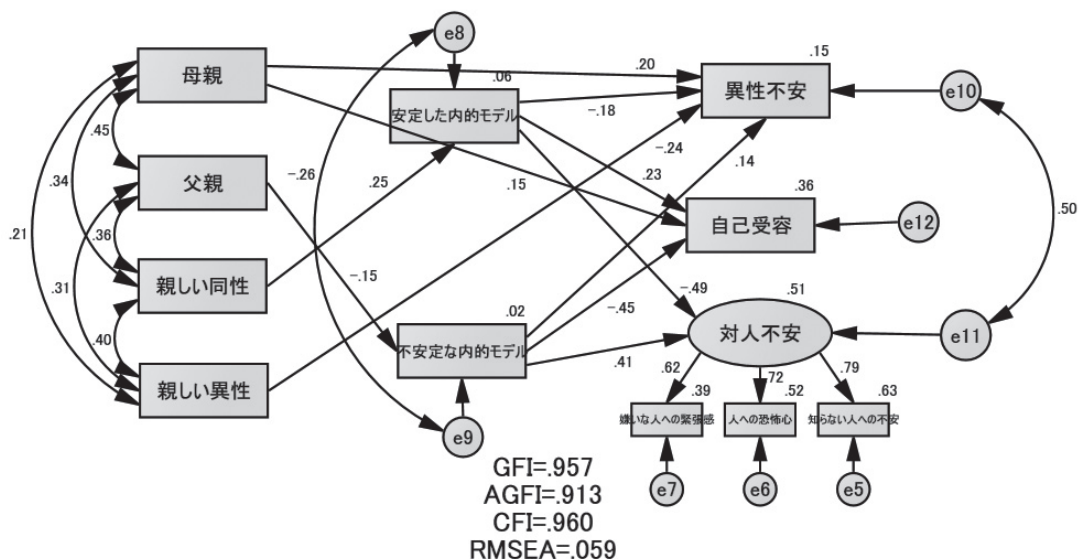 e8
.15
母親
.20
異性不安
.06
安定した内的モデル
-.18
e10
.45
-.24
.14
父親
-.26
.25
.15
.23
.36
.34
自己受容
e12
.50
.21
.36
親しい同性
.31
-.15
-.49
.51
.02
-.45
対人不安
e11
.40
不安定な内的モデル
.41
.62
.72
.79
親しい異性
.39
.52
.63
嫌いな人への緊張感
人への恐怖心
知らない人への不安
e9
e7
e6
e5
GFI=.957
AGFI=.913
CFI=.960
RMSEA=.059